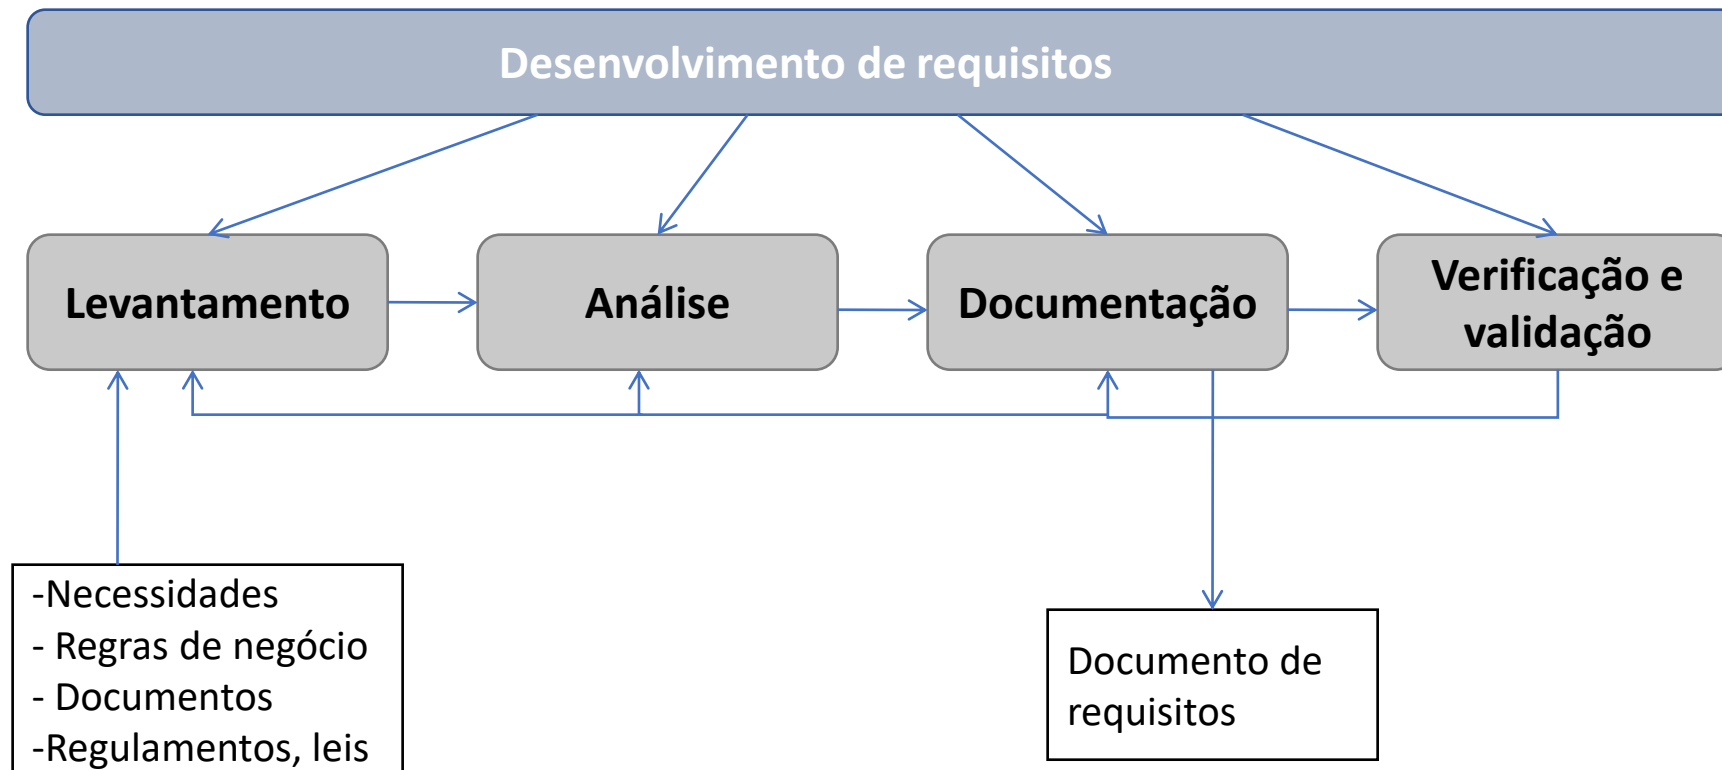 Desenvolvimento de requisitos
Levantamento
Análise
Documentação
Verificação e
validação
-Necessidades
- Regras de negócio
- Documentos
-Regulamentos, leis
Documento de
requisitos